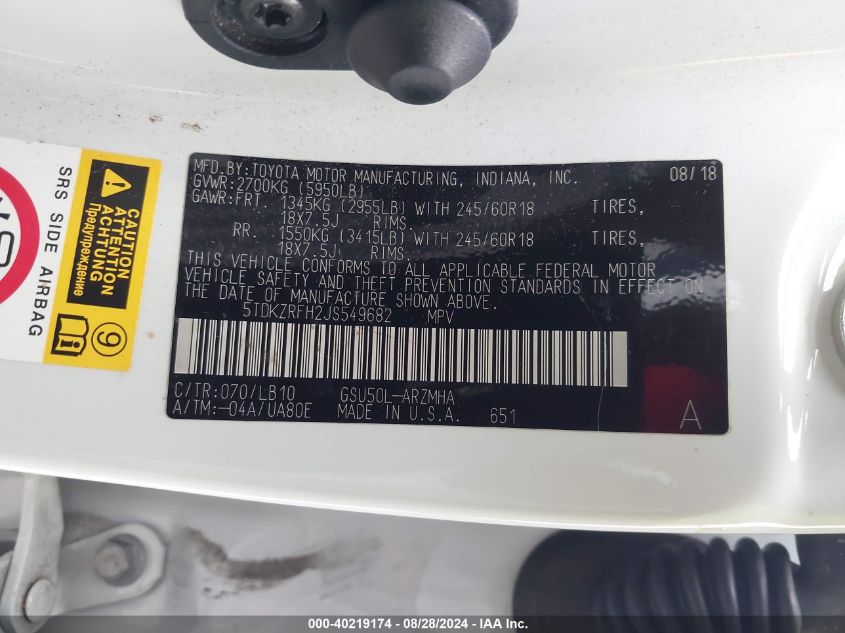 MFD.BY:TOYOTA MOTOR MANUFACTURING, INDIANA, INC. 08/18
GVWR:2700KG (5950LB)
GAWR:FRT. 1345KG (2955LB) WITH 245/60R18 TIRES,
18X7.5J RIMS.
RR. 1550KG (3415LB) WITH 245/60R18 TIRES,
18X7.5J RIMS.
THIS VEHICLE CONFORMS TO ALL APPLICABLE FEDERAL MOTOR
VEHICLE SAFETY AND THEFT PREVENTION STANDARDS IN EFFECT ON
THE DATE OF MANUFACTURE SHOWN ABOVE.
5TDKZRFH2JS549682 MPV
C/TR:070/LB10 GSU50L-ARZMHA
A/TM:-04A/UA80E MADE IN U.S.A. 651
A
SRS SIDE AIRBAG
CAUTION
ATTENTION
ACHTUNG
Предупреждение
9
000-40219174 - 08/28/2024 - IAA Inc.